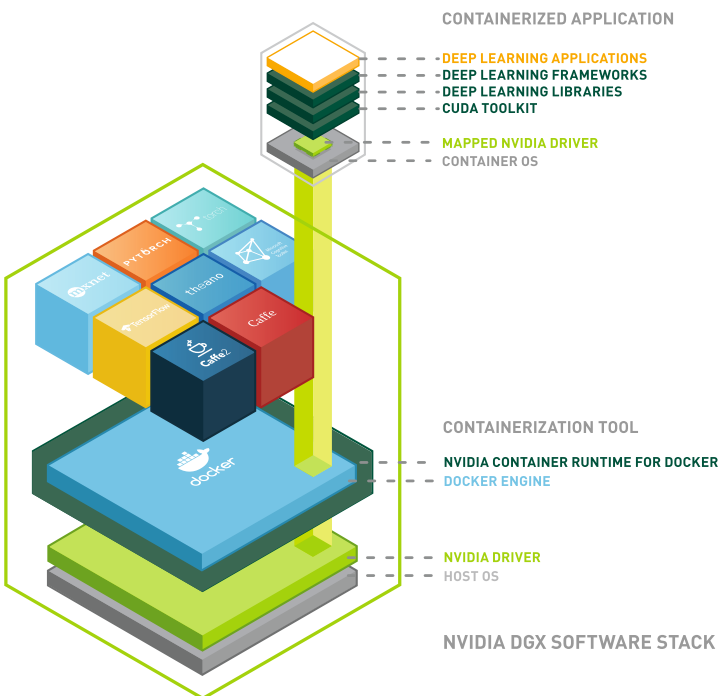 CONTAINERIZED APPLICATION
DEEP LEARNING APPLICATIONS
DEEP LEARNING FRAMEWORKS
DEEP LEARNING LIBRARIES
CUDA TOOLKIT
MAPPED NVIDIA DRIVER
CONTAINER OS
torch
PYTORCH
mxnet
theano
TensorFlow
Caffe
Caffe2
docker
CONTAINERIZATION TOOL
NVIDIA CONTAINER RUNTIME FOR DOCKER
DOCKER ENGINE
NVIDIA DRIVER
HOST OS
NVIDIA DGX SOFTWARE STACK